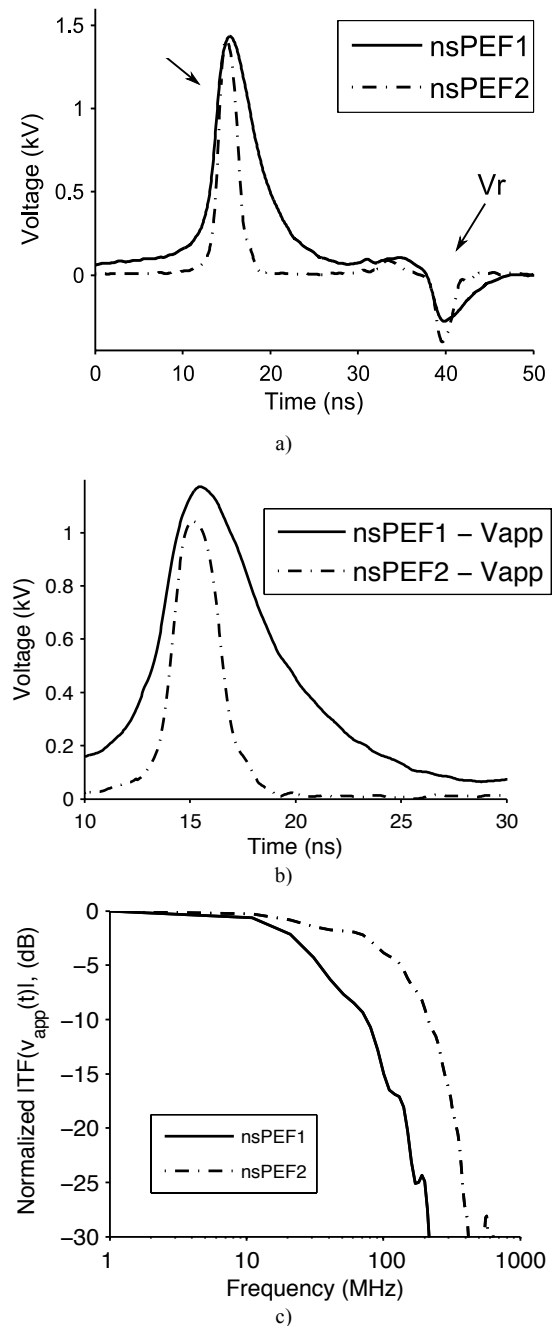 1.5
1
0.5
0
Voltage (kV)
nsPEF1
nsPEF2
Vr
0 10 20 30 40 50
Time (ns)
a)
1
0.8
0.6
0.4
0.2
0
Voltage (kV)
nsPEF1 – Vapp
nsPEF2 – Vapp
10 15 20 25 30
Time (ns)
b)
0
−5
−10
−15
−20
−25
−30
Normalized |TF(v_app(t)|, (dB)
nsPEF1
nsPEF2
1 10 100 1000
Frequency (MHz)
c)